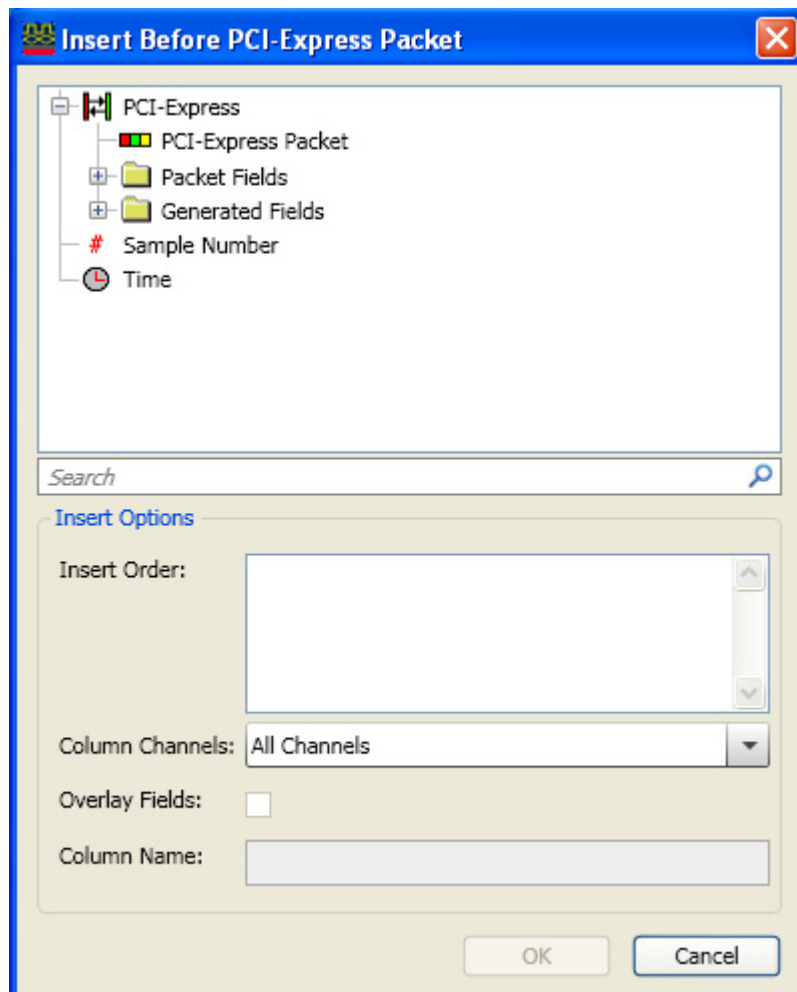 Insert Before PCI-Express Packet
PCI-Express
PCI-Express Packet
Packet Fields
Generated Fields
# Sample Number
Time
Search
Insert Options
Insert Order:
Column Channels: All Channels
Overlay Fields:
Column Name:
OK Cancel